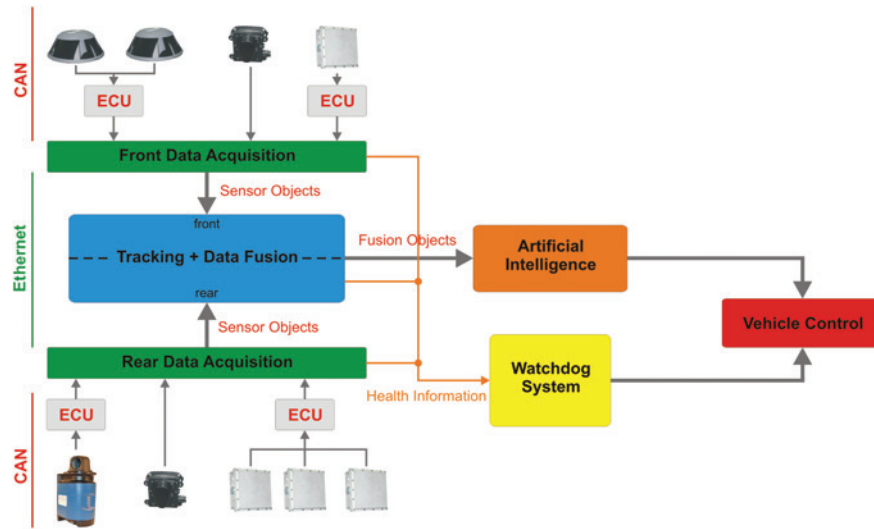 CAN
ECU
ECU
Front Data Acquisition
Sensor Objects
Ethernet
front
Tracking + Data Fusion
rear
Fusion Objects
Artificial
Intelligence
Vehicle Control
Sensor Objects
Rear Data Acquisition
Watchdog
System
Health Information
CAN
ECU
ECU